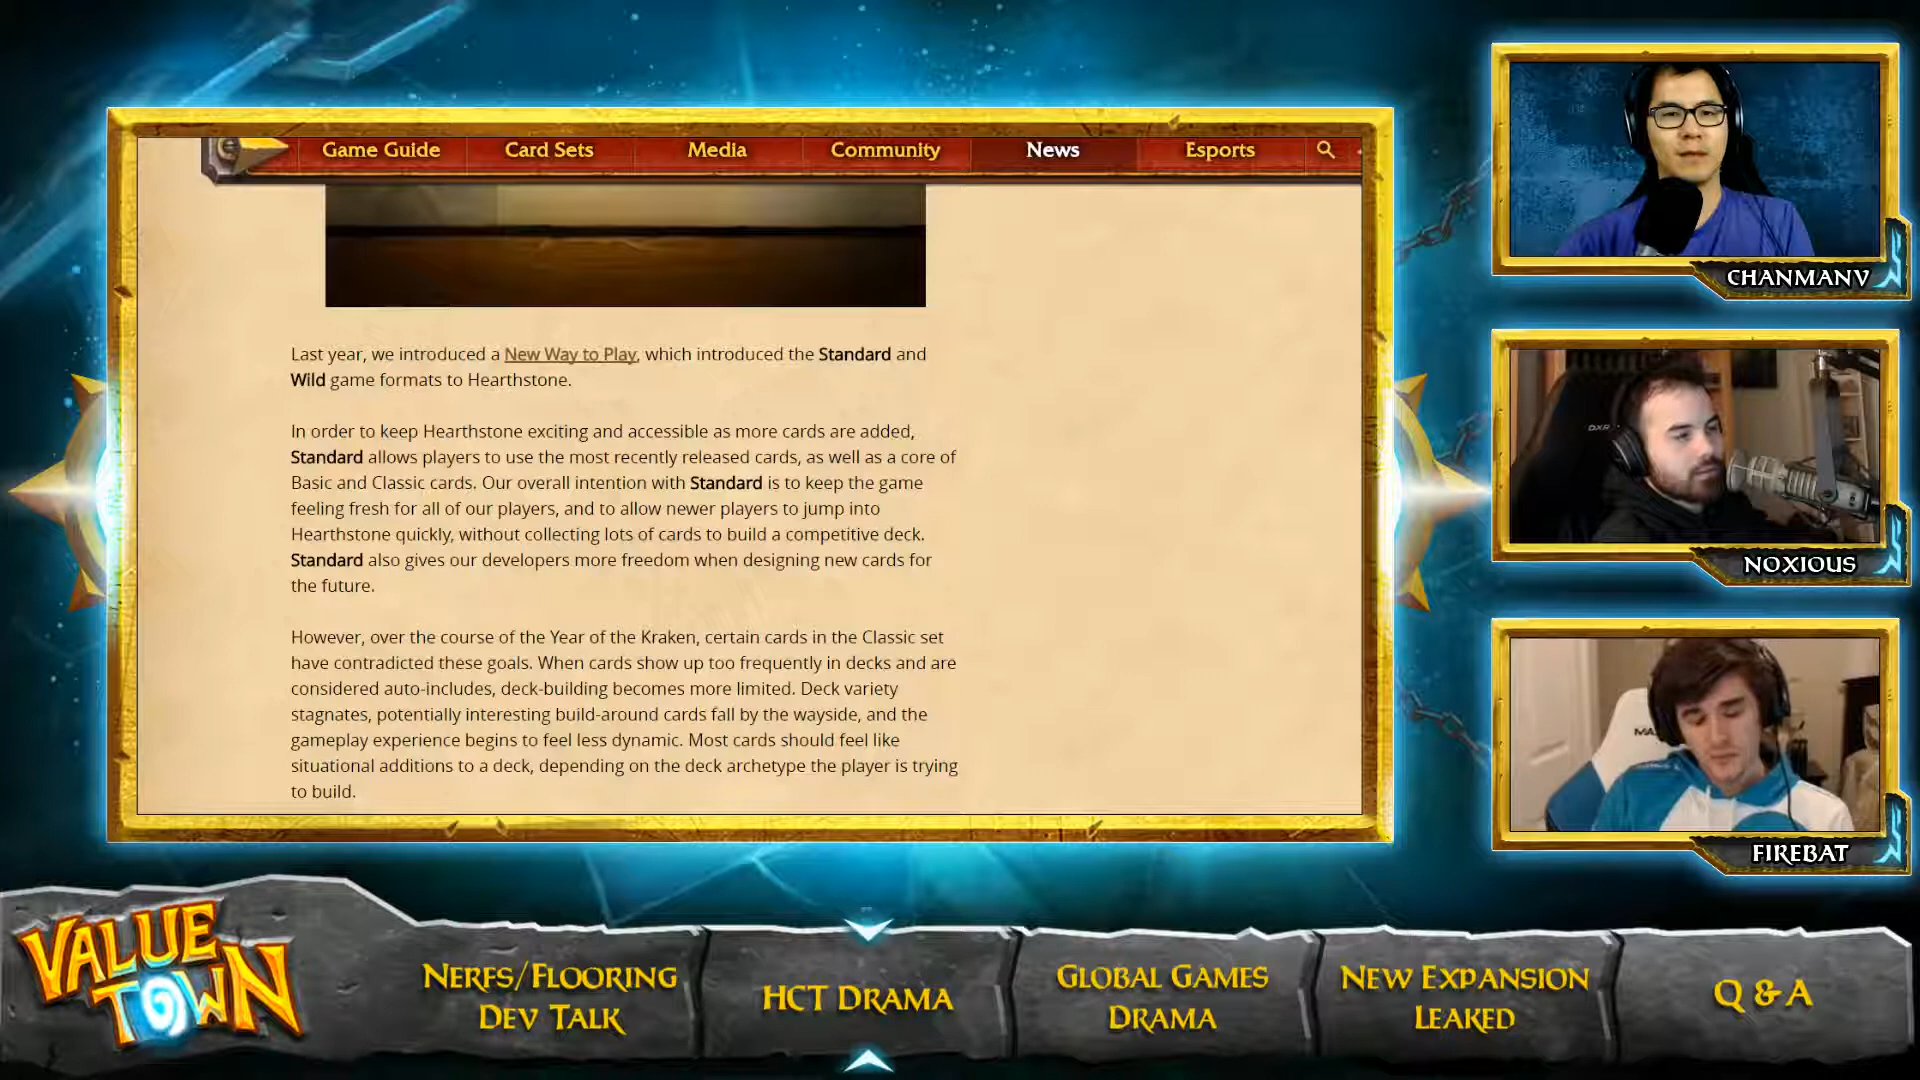 Game Guide
Card Sets
Media
Community
News
Esports
Last year, we introduced a New Way to Play, which introduced the Standard and
Wild game formats to Hearthstone.
In order to keep Hearthstone exciting and accessible as more cards are added,
Standard allows players to use the most recently released cards, as well as a core of
Basic and Classic cards. Our overall intention with Standard is to keep the game
feeling fresh for all of our players, and to allow newer players to jump into
Hearthstone quickly, without collecting lots of cards to build a competitive deck.
Standard also gives our developers more freedom when designing new cards for
the future.
However, over the course of the Year of the Kraken, certain cards in the Classic set
have contradicted these goals. When cards show up too frequently in decks and are
considered auto-includes, deck-building becomes more limited. Deck variety
stagnates, potentially interesting build-around cards fall by the wayside, and the
gameplay experience begins to feel less dynamic. Most cards should feel like
situational additions to a deck, depending on the deck archetype the player is trying
to build.
CHANMANV
DXR
NOXIOUS
FIREBAT
VALUE
TOWN
NERFS/FLOORING
DEV TALK
HCT DRAMA
GLOBAL GAMES
DRAMA
NEW EXPANSION
LEAKED
Q & A